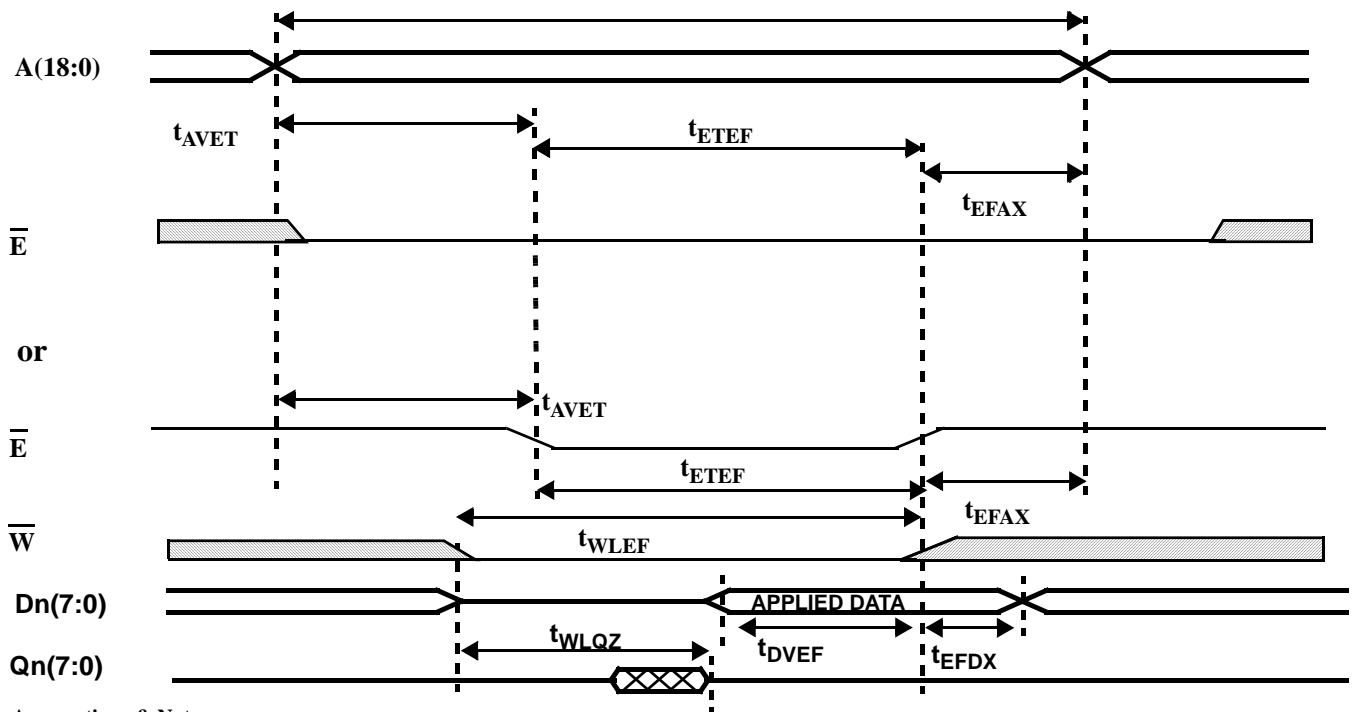 A(18:0)
tAVET
tETEF
tEFAX
E
or
tAVET
E
tETEF
tEFAX
W
tWLEF
Dn(7:0)
APPLIED DATA
tWLQZ
tDVEF
tEFDX
Qn(7:0)